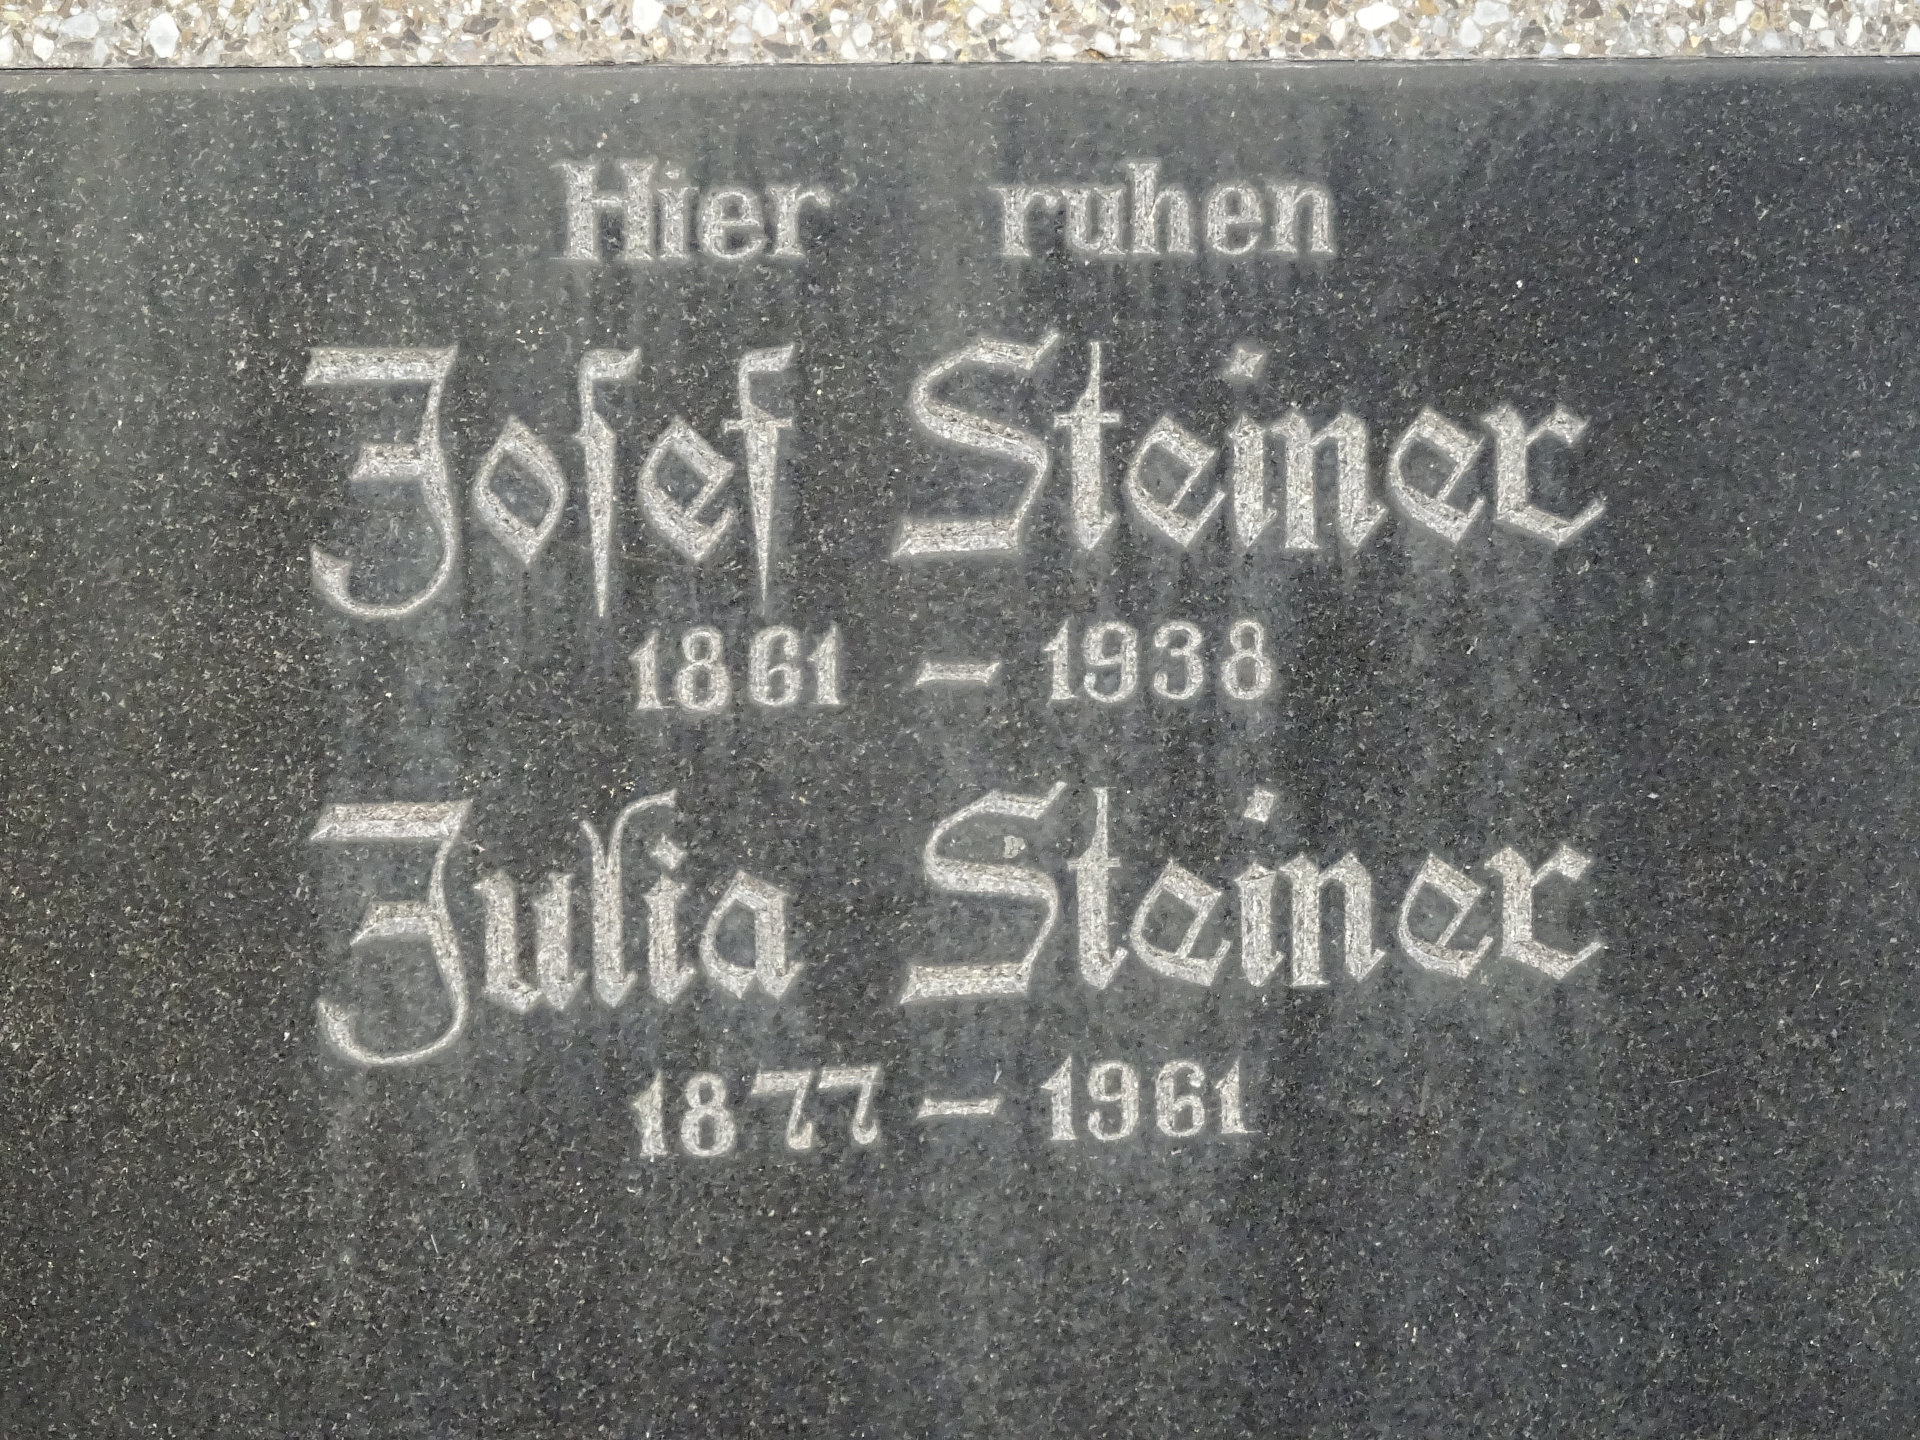 Hier ruhen
Joſef Steiner
1861 – 1938
Julia Steiner
1877 – 1961